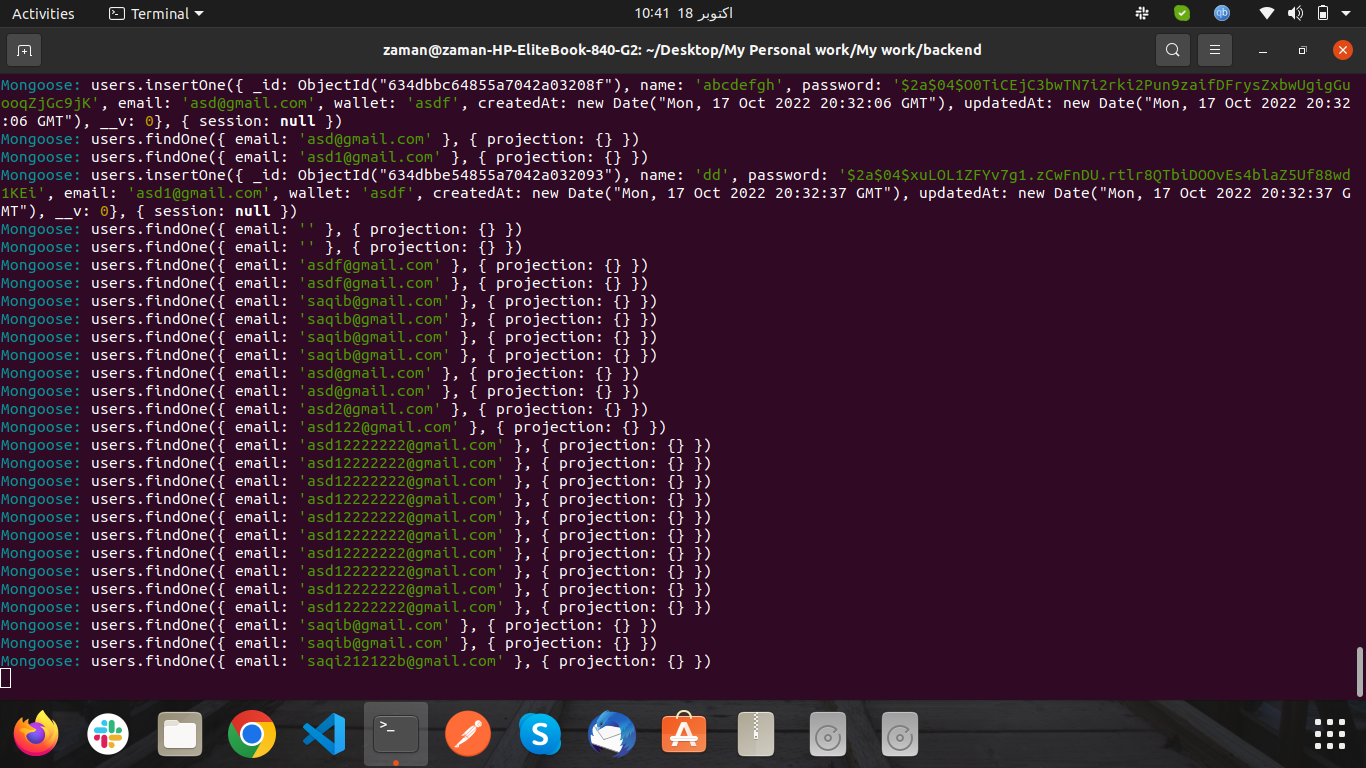 Activities
Terminal
اکتوبر 18 10:41
zaman@zaman-HP-EliteBook-840-G2: ~/Desktop/My Personal work/My work/backend
Mongoose: users.insertOne({ _id: ObjectId("634dbbc64855a7042a03208f"), name: 'abcdefgh', password: '$2a$04$O0TiCEjC3bwTN7i2rki2Pun9zaifDFrysZxbwUgigGu
ooqZjGc9jK', email: 'asd@gmail.com', wallet: 'asdf', createdAt: new Date("Mon, 17 Oct 2022 20:32:06 GMT"), updatedAt: new Date("Mon, 17 Oct 2022 20:32
:06 GMT"), __v: 0}, { session: null })
Mongoose: users.findOne({ email: 'asd@gmail.com' }, { projection: {} })
Mongoose: users.findOne({ email: 'asd1@gmail.com' }, { projection: {} })
Mongoose: users.insertOne({ _id: ObjectId("634dbbe54855a7042a032093"), name: 'dd', password: '$2a$04$xuLOL1ZFYv7g1.zCwFnDU.rtlr8QTbiDOOvEs4blaZ5Uf88wd
1KEi', email: 'asd1@gmail.com', wallet: 'asdf', createdAt: new Date("Mon, 17 Oct 2022 20:32:37 GMT"), updatedAt: new Date("Mon, 17 Oct 2022 20:32:37 G
MT"), __v: 0}, { session: null })
Mongoose: users.findOne({ email: '' }, { projection: {} })
Mongoose: users.findOne({ email: '' }, { projection: {} })
Mongoose: users.findOne({ email: 'asdf@gmail.com' }, { projection: {} })
Mongoose: users.findOne({ email: 'asdf@gmail.com' }, { projection: {} })
Mongoose: users.findOne({ email: 'saqib@gmail.com' }, { projection: {} })
Mongoose: users.findOne({ email: 'saqib@gmail.com' }, { projection: {} })
Mongoose: users.findOne({ email: 'saqib@gmail.com' }, { projection: {} })
Mongoose: users.findOne({ email: 'saqib@gmail.com' }, { projection: {} })
Mongoose: users.findOne({ email: 'asd@gmail.com' }, { projection: {} })
Mongoose: users.findOne({ email: 'asd@gmail.com' }, { projection: {} })
Mongoose: users.findOne({ email: 'asd2@gmail.com' }, { projection: {} })
Mongoose: users.findOne({ email: 'asd122@gmail.com' }, { projection: {} })
Mongoose: users.findOne({ email: 'asd12222222@gmail.com' }, { projection: {} })
Mongoose: users.findOne({ email: 'asd12222222@gmail.com' }, { projection: {} })
Mongoose: users.findOne({ email: 'asd12222222@gmail.com' }, { projection: {} })
Mongoose: users.findOne({ email: 'asd12222222@gmail.com' }, { projection: {} })
Mongoose: users.findOne({ email: 'asd12222222@gmail.com' }, { projection: {} })
Mongoose: users.findOne({ email: 'asd12222222@gmail.com' }, { projection: {} })
Mongoose: users.findOne({ email: 'asd12222222@gmail.com' }, { projection: {} })
Mongoose: users.findOne({ email: 'asd12222222@gmail.com' }, { projection: {} })
Mongoose: users.findOne({ email: 'asd12222222@gmail.com' }, { projection: {} })
Mongoose: users.findOne({ email: 'asd12222222@gmail.com' }, { projection: {} })
Mongoose: users.findOne({ email: 'saqib@gmail.com' }, { projection: {} })
Mongoose: users.findOne({ email: 'saqib@gmail.com' }, { projection: {} })
Mongoose: users.findOne({ email: 'saqi212122b@gmail.com' }, { projection: {} })